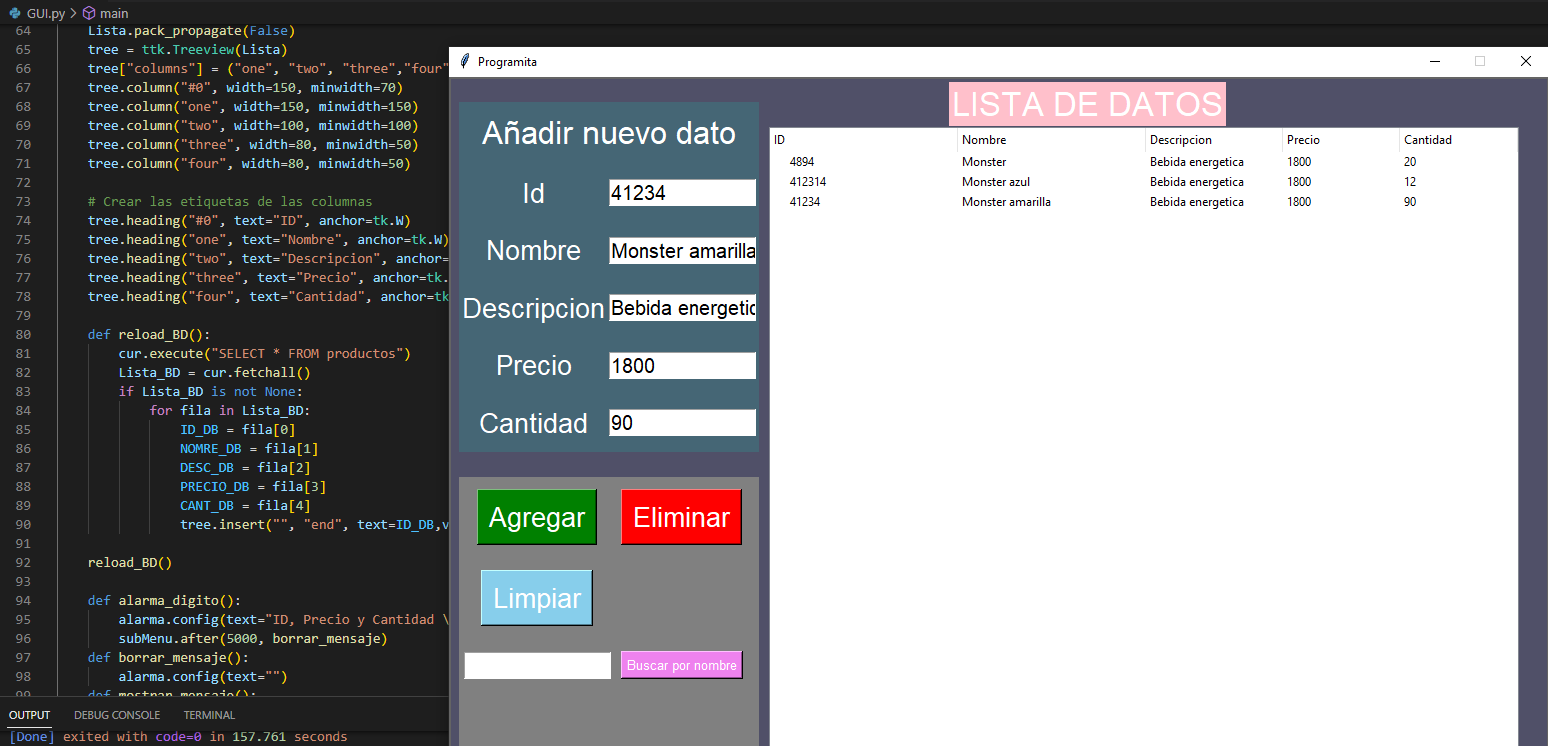 GUI.py > main
64 Lista.pack_propagate(False)
65 tree = ttk.Treeview(Lista)
66 tree["columns"] = ("one", "two", "three","four"
67 tree.column("#0", width=150, minwidth=70)
68 tree.column("one", width=150, minwidth=150)
69 tree.column("two", width=100, minwidth=100)
70 tree.column("three", width=80, minwidth=50)
71 tree.column("four", width=80, minwidth=50)
72
73 # Crear las etiquetas de las columnas
74 tree.heading("#0", text="ID", anchor=tk.W)
75 tree.heading("one", text="Nombre", anchor=tk.W)
76 tree.heading("two", text="Descripcion", anchor=
77 tree.heading("three", text="Precio", anchor=tk.
78 tree.heading("four", text="Cantidad", anchor=tk
79
80 def reload_BD():
81 cur.execute("SELECT * FROM productos")
82 Lista_BD = cur.fetchall()
83 if Lista_BD is not None:
84 for fila in Lista_BD:
85 ID_DB = fila[0]
86 NOMRE_DB = fila[1]
87 DESC_DB = fila[2]
88 PRECIO_DB = fila[3]
89 CANT_DB = fila[4]
90 tree.insert("", "end", text=ID_DB,v
91
92 reload_BD()
93
94 def alarma_digito():
95 alarma.config(text="ID, Precio y Cantidad \
96 subMenu.after(5000, borrar_mensaje)
97 def borrar_mensaje():
98 alarma.config(text="")
99 def mostrar_mensaje():
OUTPUT DEBUG CONSOLE TERMINAL
[Done] exited with code=0 in 157.761 seconds
Programita
Añadir nuevo dato
Id 41234
Nombre Monster amarilla
Descripcion Bebida energetic
Precio 1800
Cantidad 90
Agregar Eliminar
Limpiar
Buscar por nombre
LISTA DE DATOS
ID Nombre Descripcion Precio Cantidad
4894 Monster Bebida energetica 1800 20
412314 Monster azul Bebida energetica 1800 12
41234 Monster amarilla Bebida energetica 1800 90